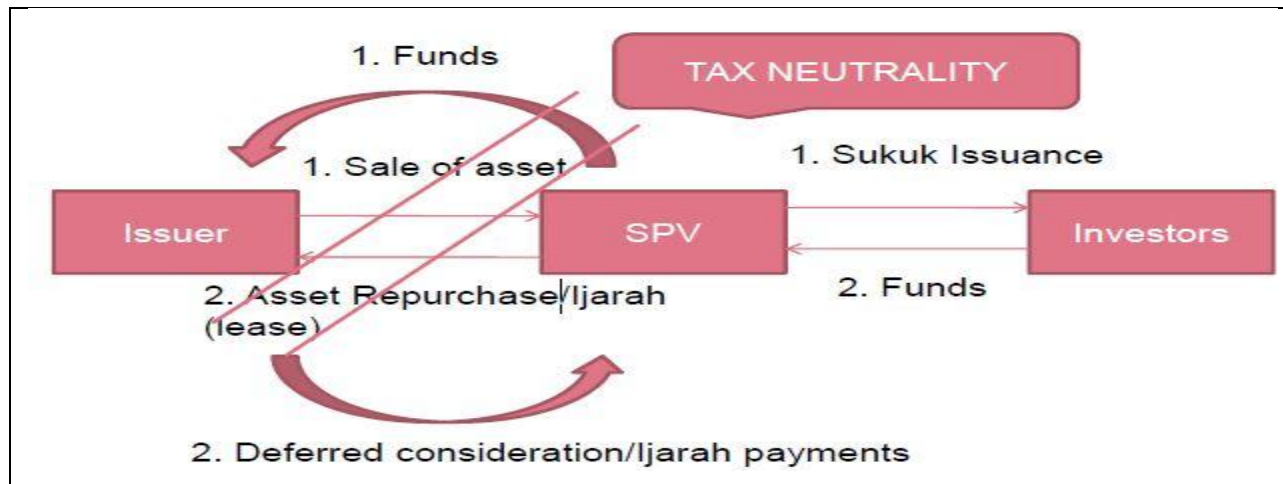 1. Funds
TAX NEUTRALITY
1. Sale of asset
1. Sukuk Issuance
Issuer
SPV
Investors
2. Asset Repurchase/Ijarah
(lease)
2. Funds
2. Deferred consideration/Ijarah payments